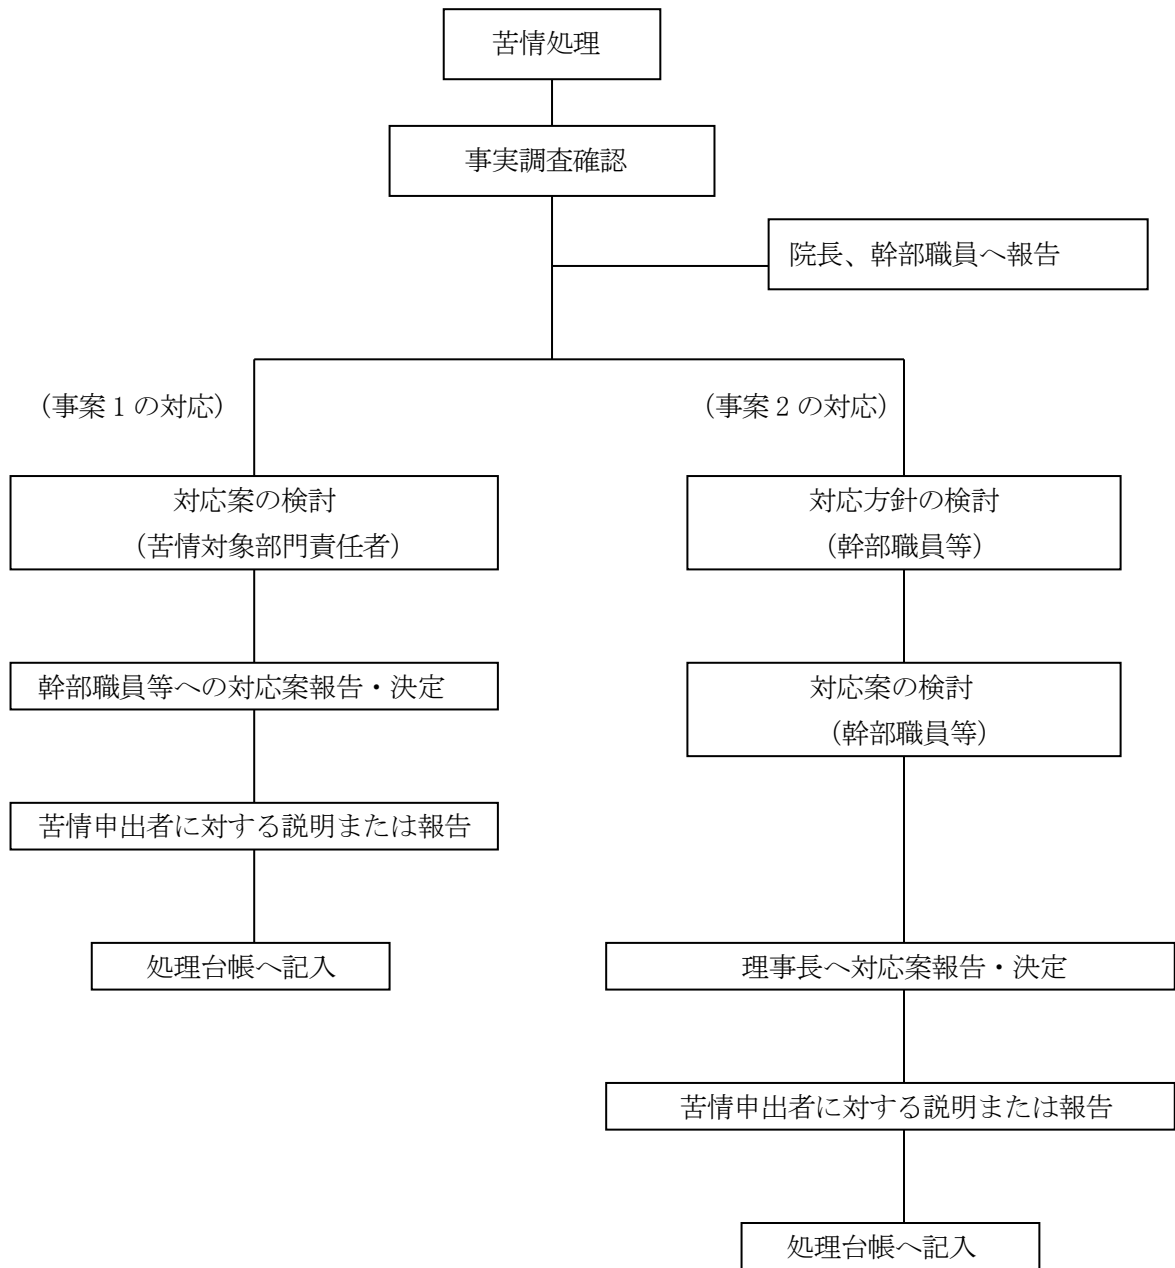 苦情処理
事実調査確認
院長、幹部職員へ報告
（事案１の対応）
（事案２の対応）
対応案の検討
（苦情対象部門責任者）
幹部職員等への対応案報告・決定
苦情申出者に対する説明または報告
処理台帳へ記入
対応方針の検討
（幹部職員等）
対応案の検討
（幹部職員等）
理事長へ対応案報告・決定
苦情申出者に対する説明または報告
処理台帳へ記入